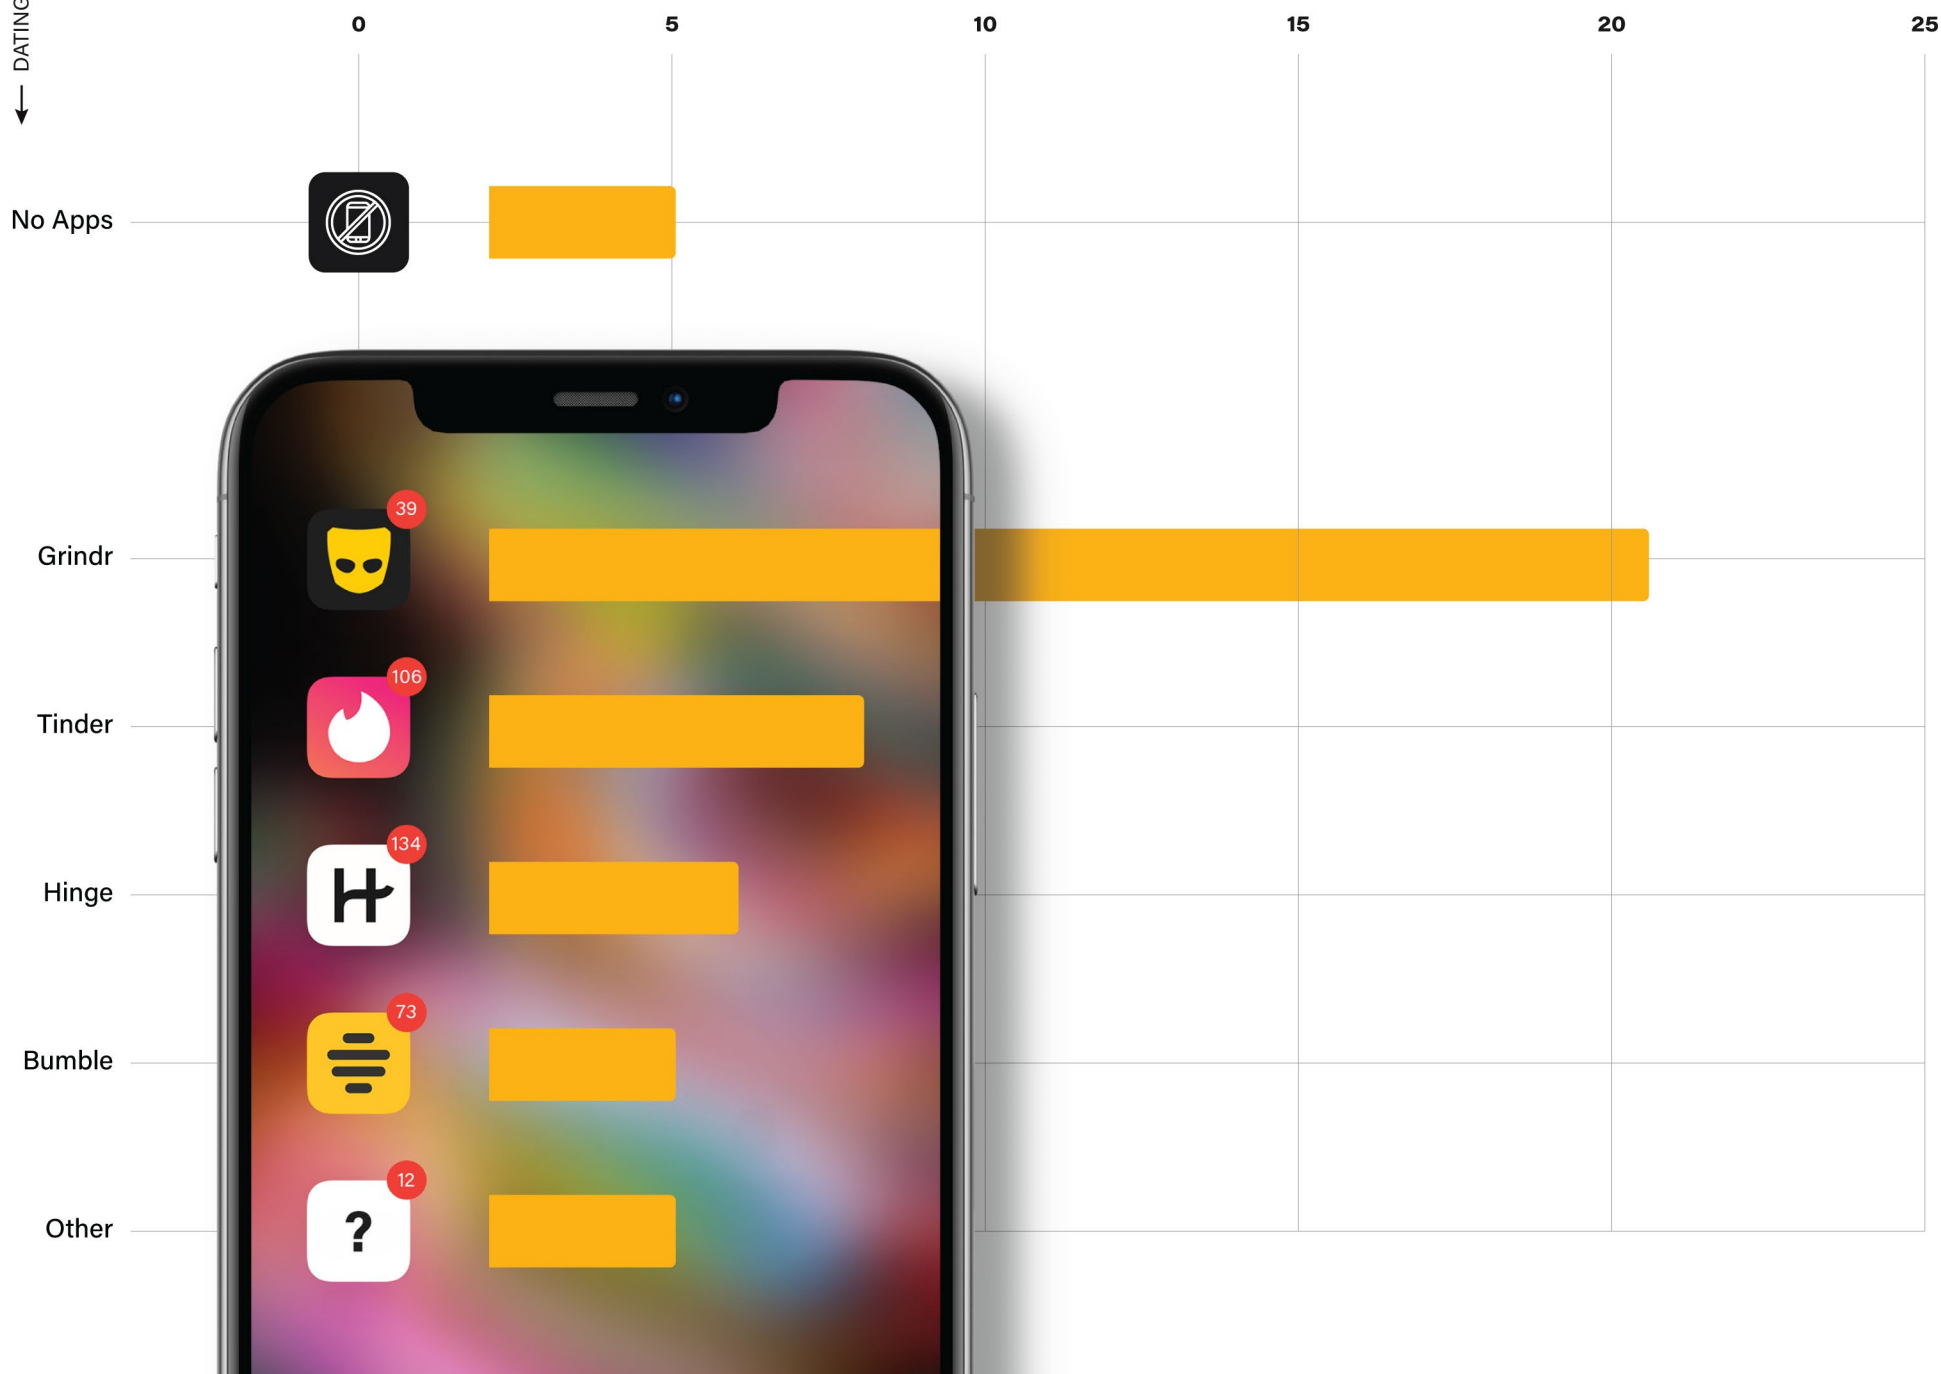 DATING
0 5 10 15 20 25
No Apps
39
Grindr
106
Tinder
134
Hinge
73
Bumble
12
Other ?